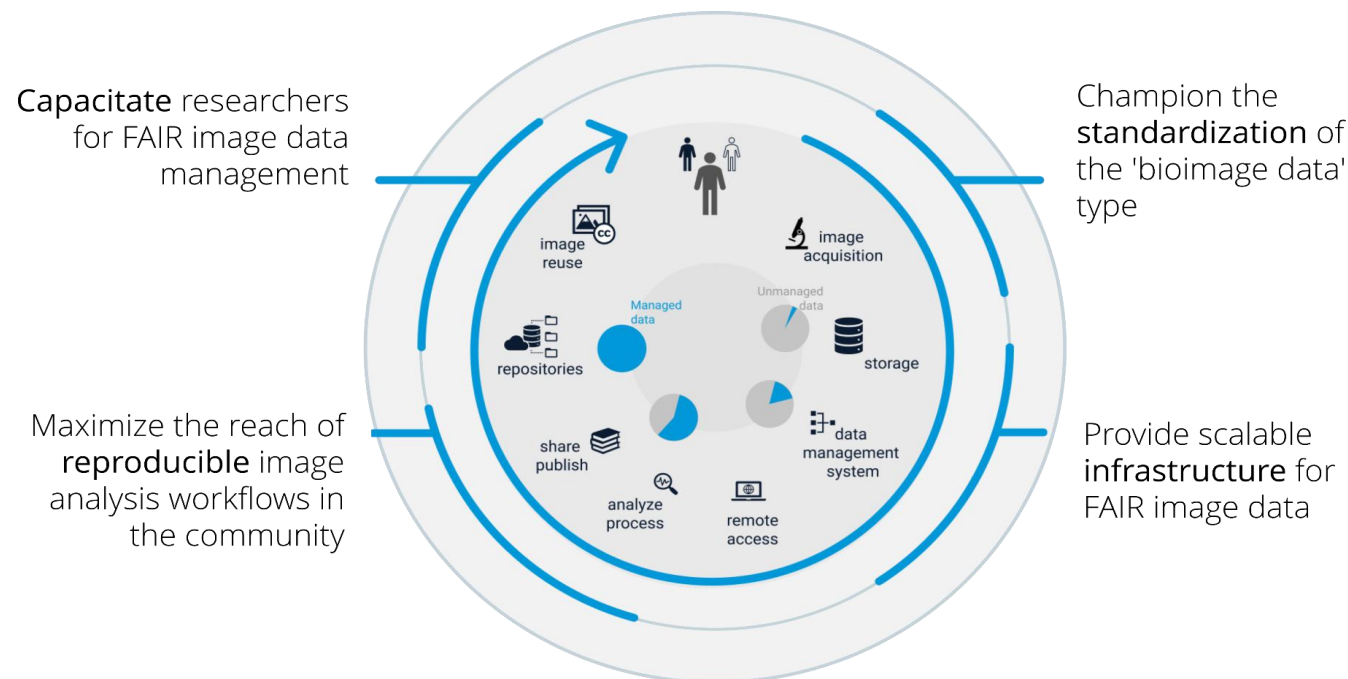 Capacitate researchers
for FAIR image data
management
Champion the
standardization of
the 'bioimage data'
type
image
acquisition
Unmanaged
data
storage
data
management
system
remote
access
analyze
process
share
publish
repositories
Managed
data
image
reuse
CC
Maximize the reach of
reproducible image
analysis workflows in
the community
Provide scalable
infrastructure for
FAIR image data